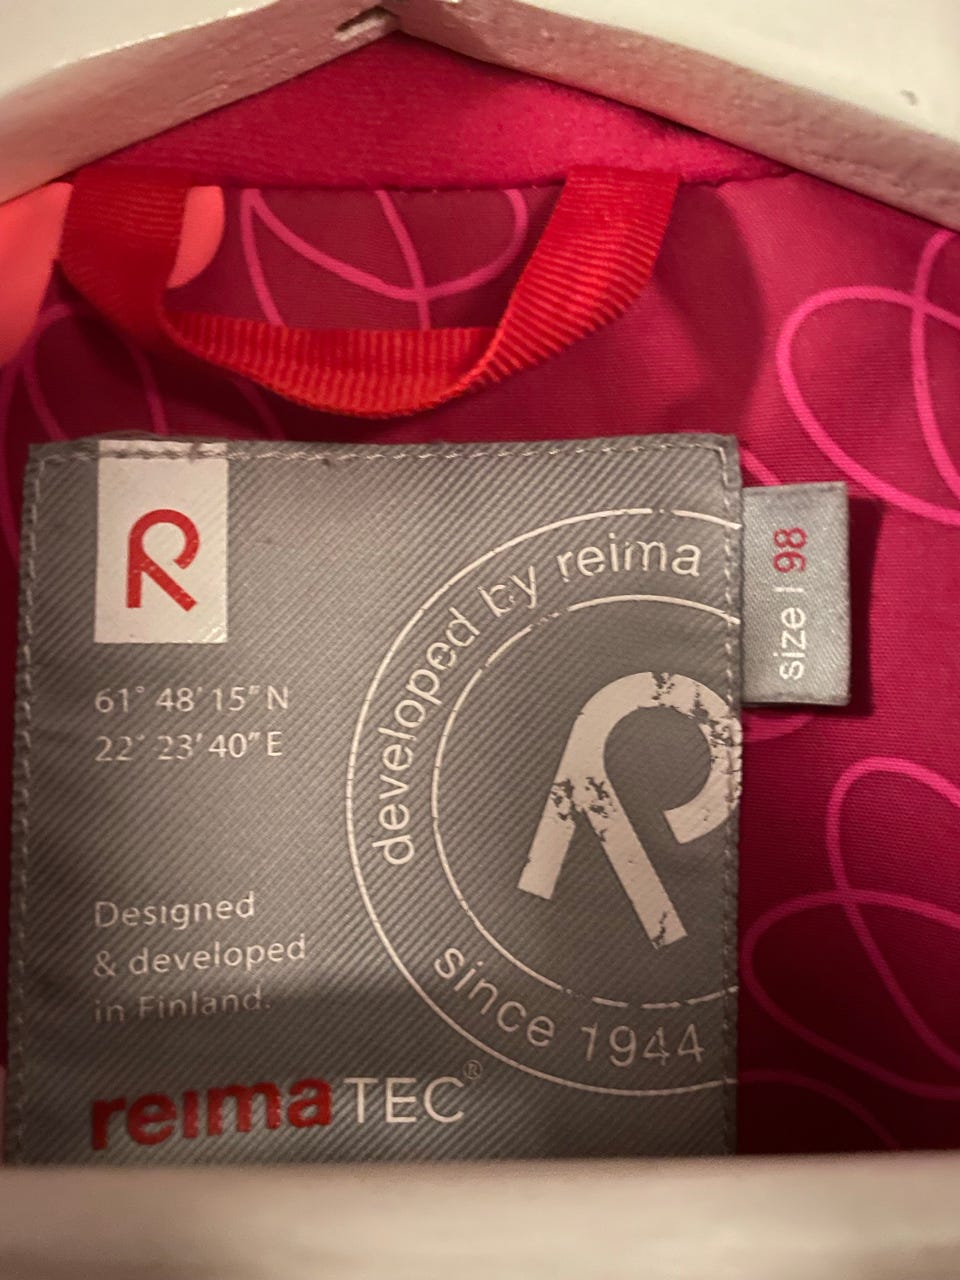 R
61° 48' 15" N
22° 23' 40" E
Designed
& developed
in Finland.
reimaTEC®
developed by reima
R
since 1944
size | 98